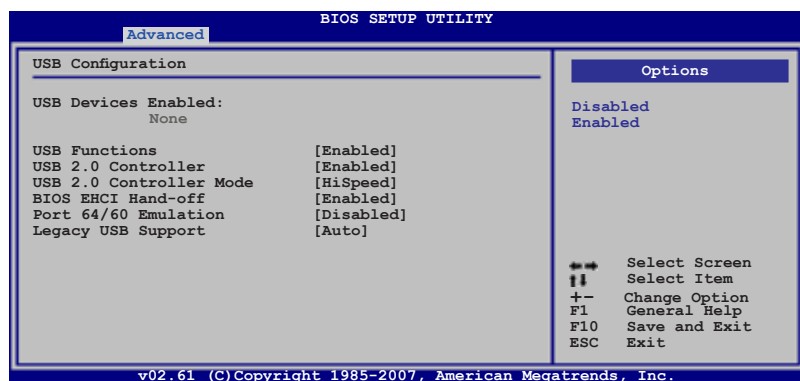 BIOS SETUP UTILITY
Advanced
USB Configuration
USB Devices Enabled:
None
USB Functions [Enabled]
USB 2.0 Controller [Enabled]
USB 2.0 Controller Mode [HiSpeed]
BIOS EHCI Hand-off [Enabled]
Port 64/60 Emulation [Disabled]
Legacy USB Support [Auto]
Options
Disabled
Enabled
←→ Select Screen
↑↓ Select Item
+- Change Option
F1 General Help
F10 Save and Exit
ESC Exit
v02.61 (C)Copyright 1985-2007, American Megatrends, Inc.